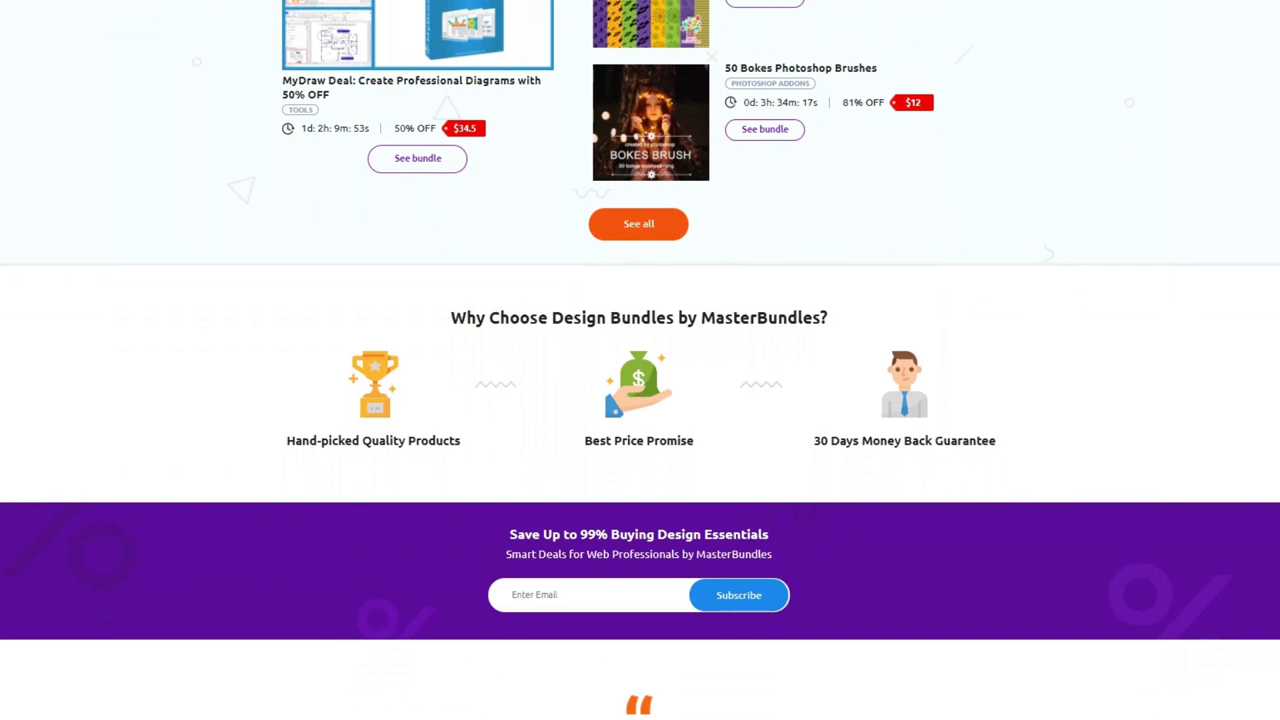 MyDraw Deal: Create Professional Diagrams with
50% OFF
TOOLS
1d: 2h: 9m: 53s | 50% OFF $34.5
See bundle
50 Bokes Photoshop Brushes
PHOTOSHOP ADDONS
0d: 3h: 34m: 17s | 81% OFF $12
See bundle
created by photoshop
BOKES BRUSH
See all
Why Choose Design Bundles by MasterBundles?
Hand-picked Quality Products
Best Price Promise
30 Days Money Back Guarantee
Save Up to 99% Buying Design Essentials
Smart Deals for Web Professionals by MasterBundles
Enter Email
Subscribe